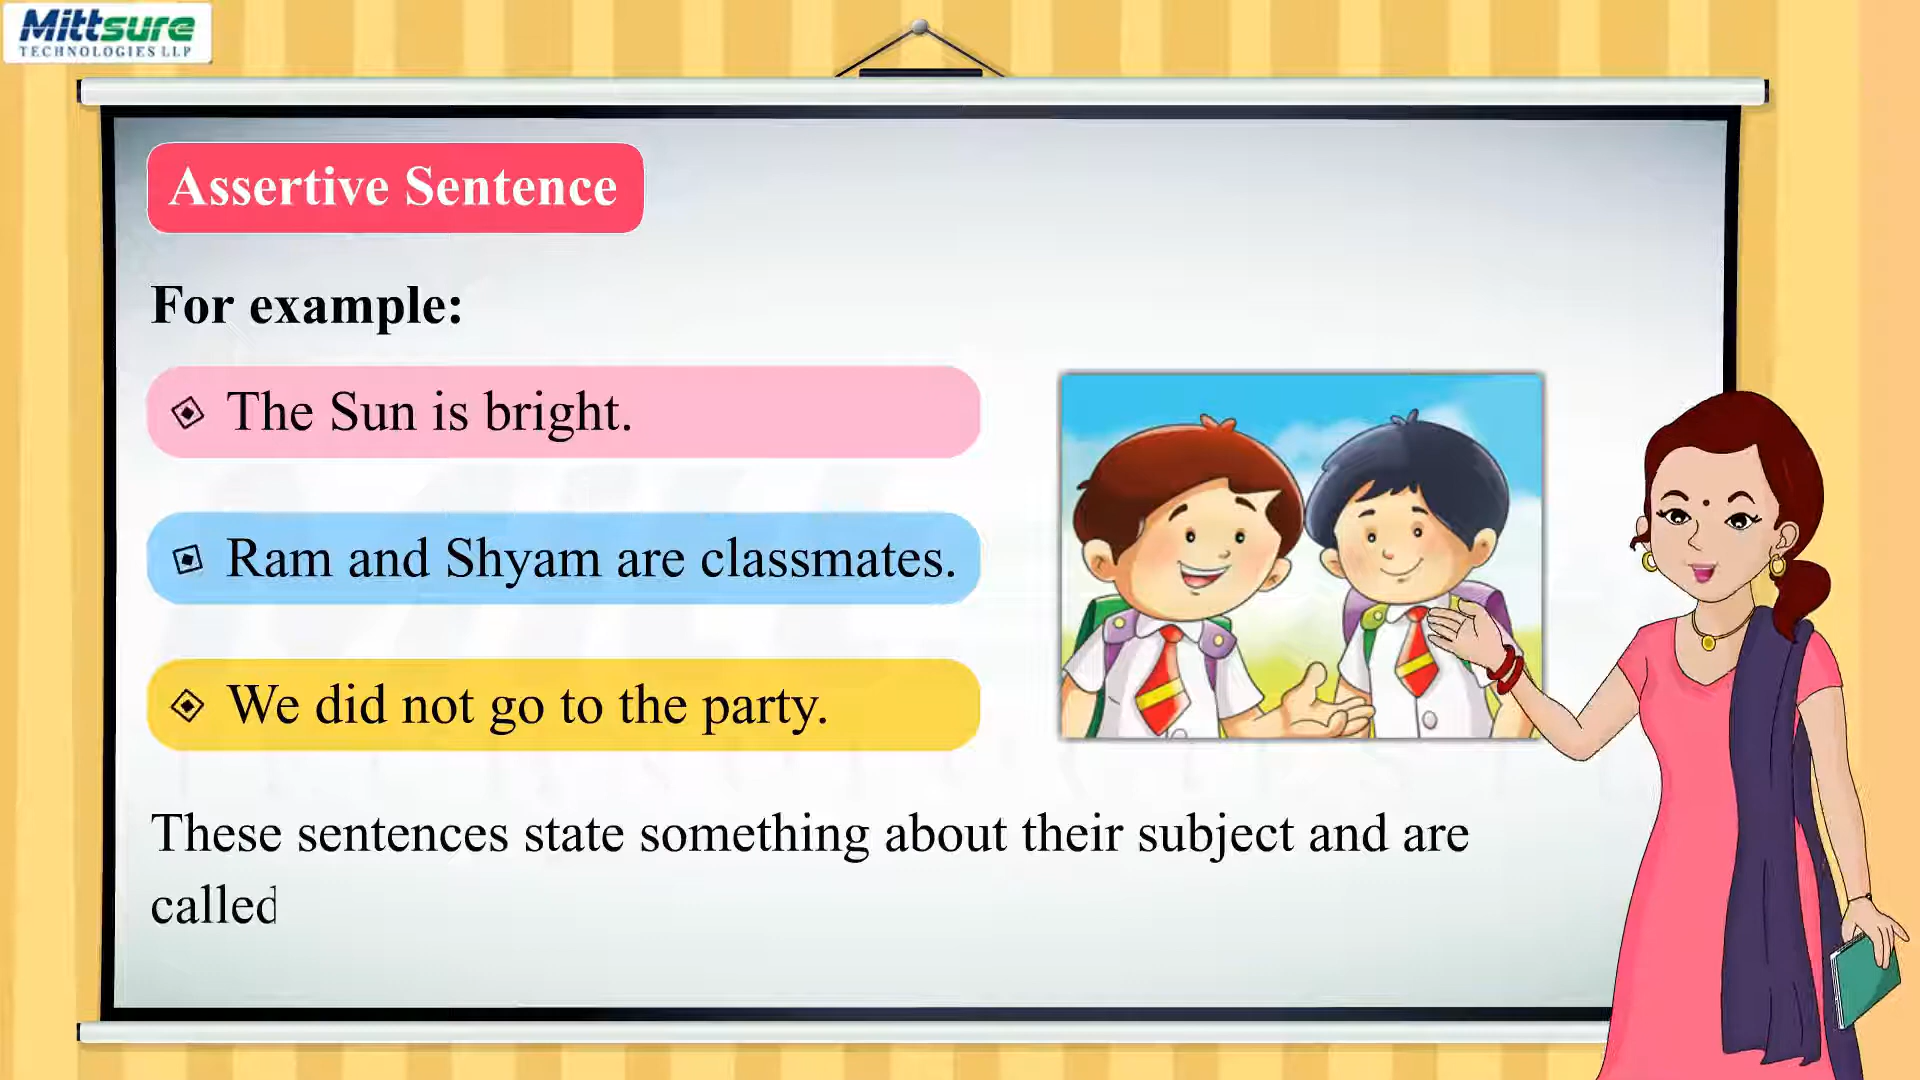 Mittsure
TECHNOLOGIES LLP
Assertive Sentence
For example:
The Sun is bright.
Ram and Shyam are classmates.
We did not go to the party.
These sentences state something about their subject and are
called